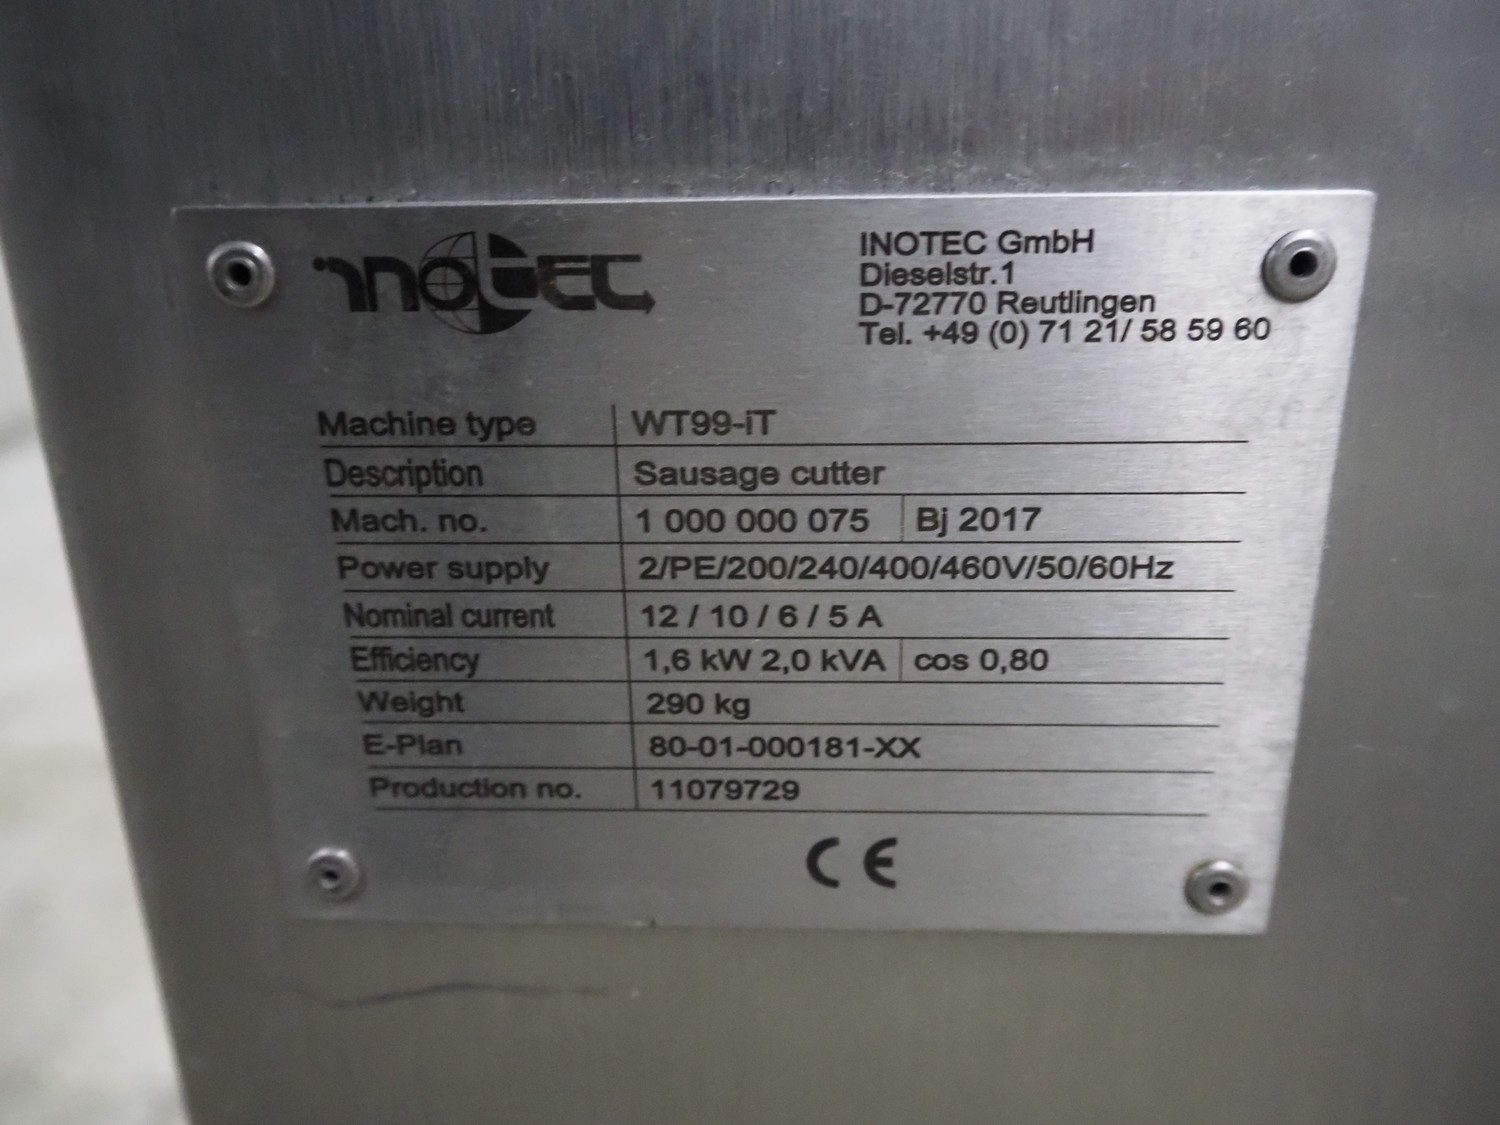 inotec
INOTEC GmbH
Dieselstr.1
D-72770 Reutlingen
Tel. +49 (0) 71 21/ 58 59 60
Machine type WT99-iT
Description Sausage cutter
Mach. no. 1 000 000 075 Bj 2017
Power supply 2/PE/200/240/400/460V/50/60Hz
Nominal current 12 / 10 / 6 / 5 A
Efficiency 1,6 kW 2,0 kVA cos 0,80
Weight 290 kg
E-Plan 80-01-000181-XX
Production no. 11079729
CE